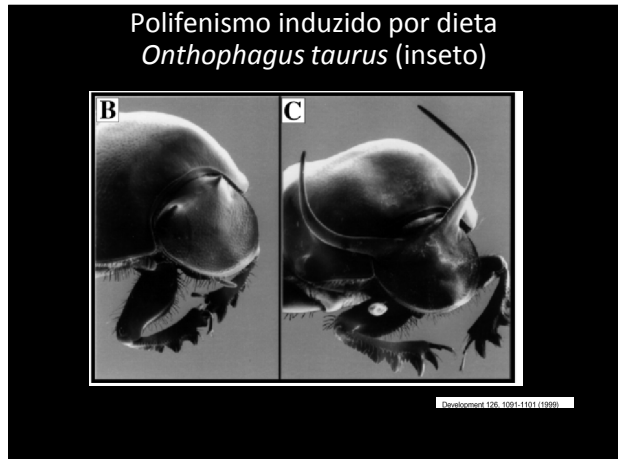 Polifenismo induzido por dieta
Onthophagus taurus (inseto)
B
C
Development 126, 1091-1101 (1999)